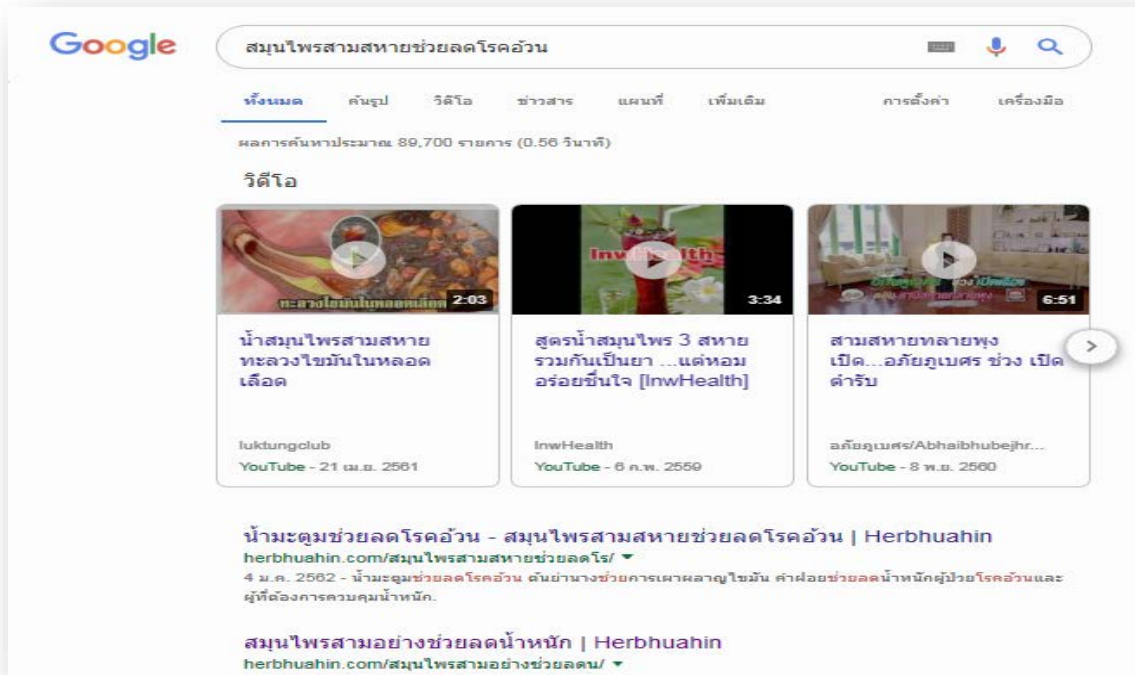 Google
สมุนไพรสามสหายช่วยลดโรคอ้วน
ทั้งหมด ค้นรูป วิดีโอ ข่าวสาร แผนที่ เพิ่มเติม การตั้งค่า เครื่องมือ
ผลการค้นหาประมาณ 89,700 รายการ (0.56 วินาที)
วิดีโอ
ทะลวงไขมันในหลอดเลือด 2:03
InwHealth 3:34
6:51
น้ำสมุนไพรสามสหาย
ทะลวงไขมันในหลอด
เลือด
luktungclub
YouTube - 21 เม.ย. 2561
สูตรน้ำสมุนไพร 3 สหาย
รวมกันเป็นยา ...แต่หอม
อร่อยชื่นใจ [InwHealth]
InwHealth
YouTube - 6 ก.พ. 2559
สามสหายทลายพุง
เปิด...อภัยภูเบศร ช่วง เปิด
ตำรับ
อภัยภูเบศร/Abhaibhubejhr...
YouTube - 8 พ.ย. 2560
น้ำมะตูมช่วยลดโรคอ้วน - สมุนไพรสามสหายช่วยลดโรคอ้วน | Herbhuahin
herbhuahin.com/สมุนไพรสามสหายช่วยลดโร/
4 ม.ค. 2562 - น้ำมะตูมช่วยลดโรคอ้วน ต้นย่านางช่วยการเผาผลาญไขมัน คำฝอยช่วยลดน้ำหนักผู้ป่วยโรคอ้วนและ
ผู้ที่ต้องการควบคุมน้ำหนัก.
สมุนไพรสามอย่างช่วยลดน้ำหนัก | Herbhuahin
herbhuahin.com/สมุนไพรสามอย่างช่วยลดน/